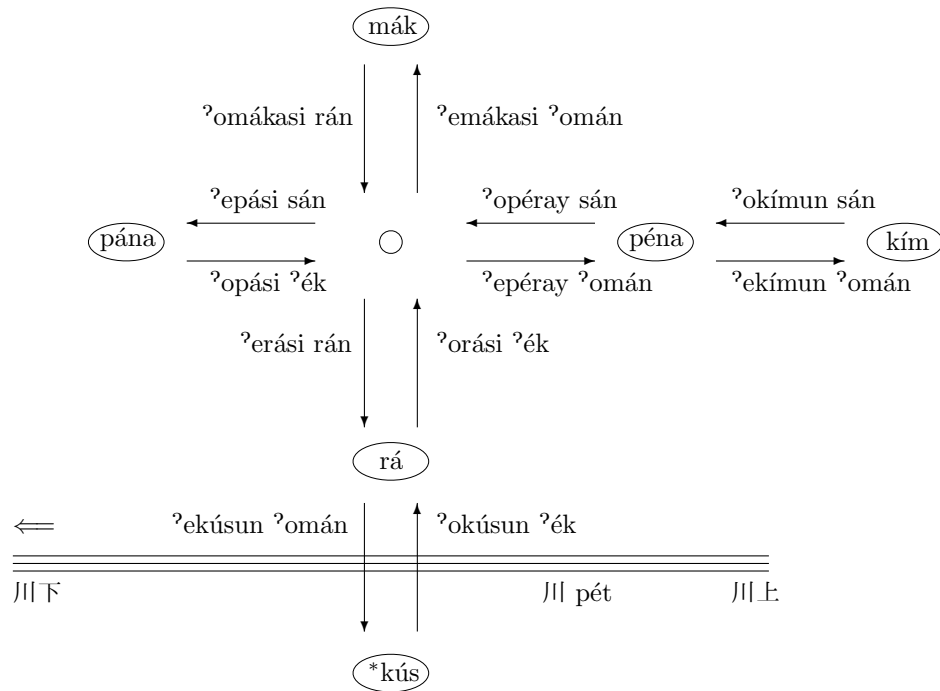 mák
ˀomákasi rán ˀemákasi ˀomán
ˀepási sán ˀopéray sán ˀokímun sán
pána péna kím
ˀopási ˀék ˀepéray ˀomán ˀekímun ˀomán
ˀerási rán ˀorási ˀék
rá
⟸ ˀekúsun ˀomán ˀokúsun ˀék
川下 川 pét 川上
*kús